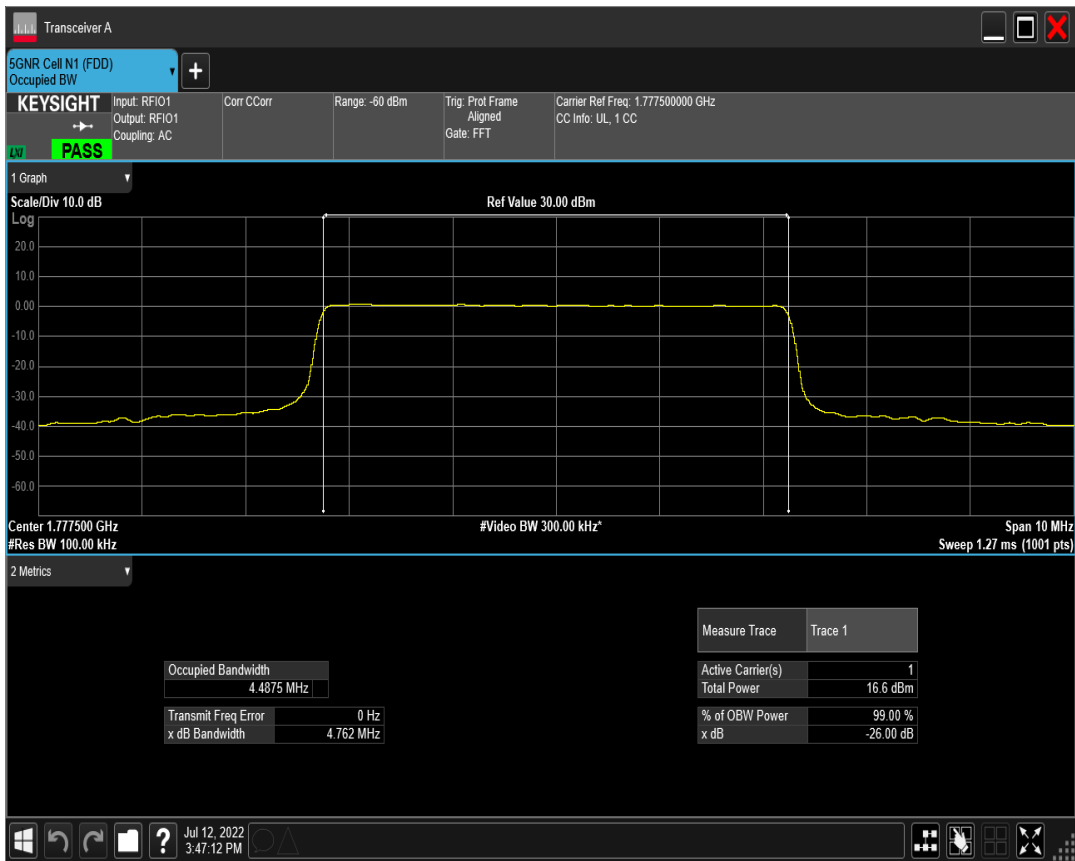 Transceiver A
5GNR Cell N1 (FDD)
Occupied BW
+
KEYSIGHT
Input: RFIO1
Output: RFIO1
Coupling: AC
Corr CCorr
Range: -60 dBm
Trig: Prot Frame
Aligned
Gate: FFT
Carrier Ref Freq: 1.777500000 GHz
CC Info: UL, 1 CC
LXI
PASS
1 Graph
Scale/Div 10.0 dB
Ref Value 30.00 dBm
Log
20.0
10.0
0.00
-10.0
-20.0
-30.0
-40.0
-50.0
-60.0
Center 1.777500 GHz
#Video BW 300.00 kHz*
Span 10 MHz
#Res BW 100.00 kHz
Sweep 1.27 ms (1001 pts)
2 Metrics
Measure Trace Trace 1
Occupied Bandwidth
4.4875 MHz
Active Carrier(s) 1
Total Power 16.6 dBm
Transmit Freq Error 0 Hz
x dB Bandwidth 4.762 MHz
% of OBW Power 99.00 %
x dB -26.00 dB
?
Jul 12, 2022
3:47:12 PM